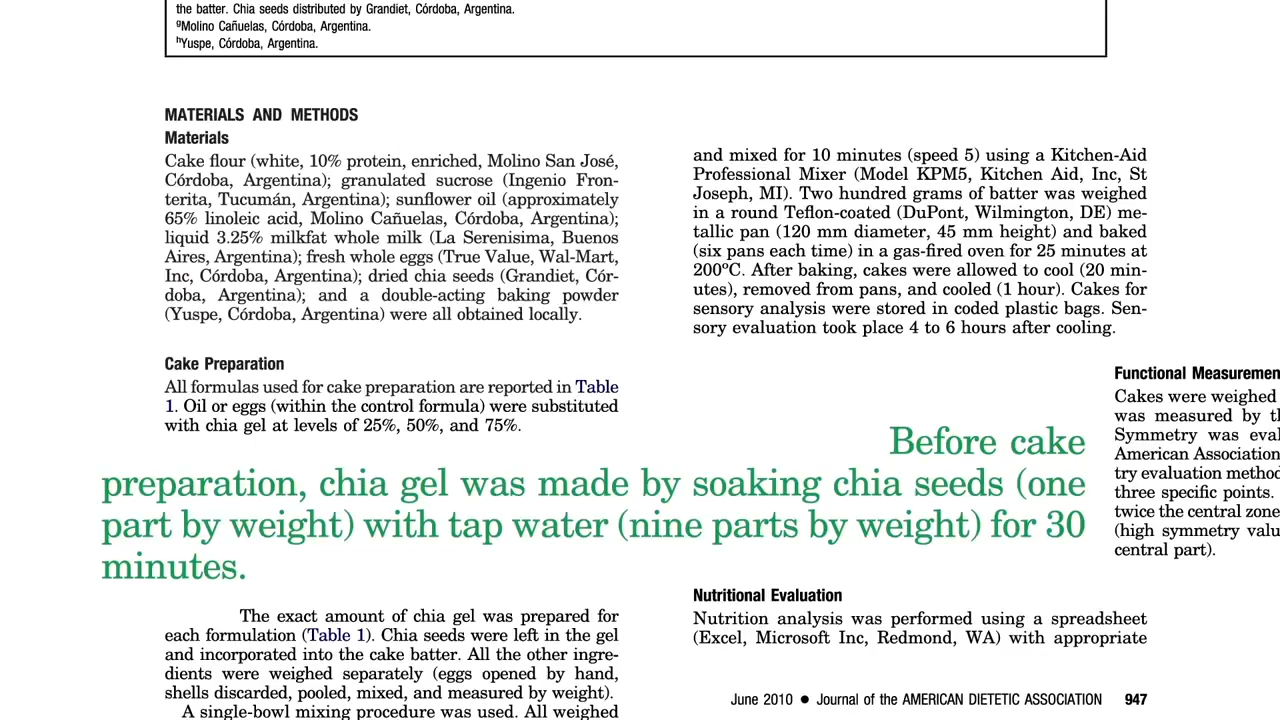 the batter. Chia seeds distributed by Grandiet, Córdoba, Argentina.
gMolino Cañuelas, Córdoba, Argentina.
hYuspe, Córdoba, Argentina.
MATERIALS AND METHODS
Materials
Cake flour (white, 10% protein, enriched, Molino San José,
Córdoba, Argentina); granulated sucrose (Ingenio Fron-
terita, Tucumán, Argentina); sunflower oil (approximately
65% linoleic acid, Molino Cañuelas, Córdoba, Argentina);
liquid 3.25% milkfat whole milk (La Serenisima, Buenos
Aires, Argentina); fresh whole eggs (True Value, Wal-Mart,
Inc, Córdoba, Argentina); dried chia seeds (Grandiet, Cór-
doba, Argentina); and a double-acting baking powder
(Yuspe, Córdoba, Argentina) were all obtained locally.
Cake Preparation
All formulas used for cake preparation are reported in Table
1. Oil or eggs (within the control formula) were substituted
with chia gel at levels of 25%, 50%, and 75%.
Before cake
preparation, chia gel was made by soaking chia seeds (one
part by weight) with tap water (nine parts by weight) for 30
minutes.
The exact amount of chia gel was prepared for
each formulation (Table 1). Chia seeds were left in the gel
and incorporated into the cake batter. All the other ingre-
dients were weighed separately (eggs opened by hand,
shells discarded, pooled, mixed, and measured by weight).
A single-bowl mixing procedure was used. All weighed
and mixed for 10 minutes (speed 5) using a Kitchen-Aid
Professional Mixer (Model KPM5, Kitchen Aid, Inc, St
Joseph, MI). Two hundred grams of batter was weighed
in a round Teflon-coated (DuPont, Wilmington, DE) me-
tallic pan (120 mm diameter, 45 mm height) and baked
(six pans each time) in a gas-fired oven for 25 minutes at
200ºC. After baking, cakes were allowed to cool (20 min-
utes), removed from pans, and cooled (1 hour). Cakes for
sensory analysis were stored in coded plastic bags. Sen-
sory evaluation took place 4 to 6 hours after cooling.
Functional Measuremen
Cakes were weighed
was measured by th
Symmetry was eval
American Association
try evaluation method
three specific points.
twice the central zone
(high symmetry valu
central part).
Nutritional Evaluation
Nutrition analysis was performed using a spreadsheet
(Excel, Microsoft Inc, Redmond, WA) with appropriate
June 2010 ● Journal of the AMERICAN DIETETIC ASSOCIATION 947